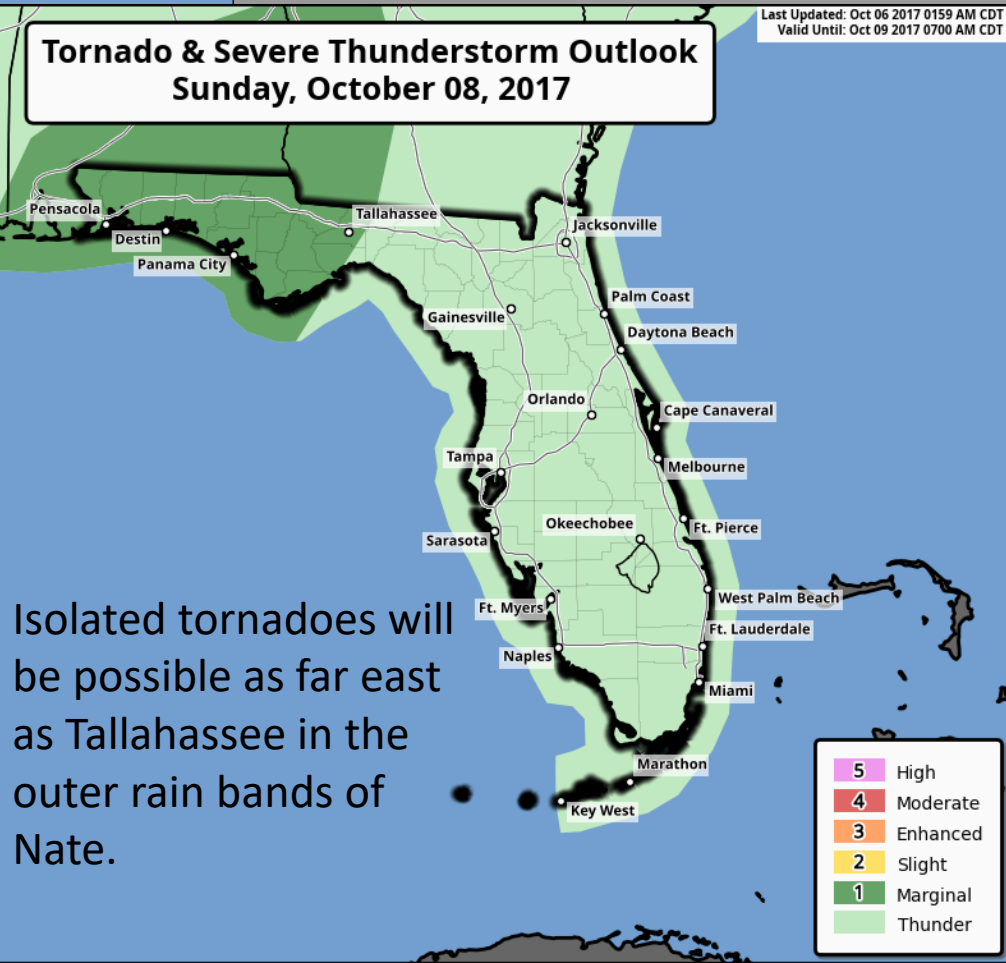 Last Updated: Oct 06 2017 0159 AM CDT
Valid Until: Oct 09 2017 0700 AM CDT
Tornado & Severe Thunderstorm Outlook
Sunday, October 08, 2017
Pensacola
Tallahassee
Destin
Jacksonville
Panama City
Palm Coast
Gainesville
Daytona Beach
Orlando
Cape Canaveral
Tampa
Melbourne
Okeechobee
Ft. Pierce
Sarasota
West Palm Beach
Ft. Myers
Ft. Lauderdale
Naples
Miami
Marathon
Key West
Isolated tornadoes will
be possible as far east
as Tallahassee in the
outer rain bands of
Nate.
5 High
4 Moderate
3 Enhanced
2 Slight
1 Marginal
Thunder